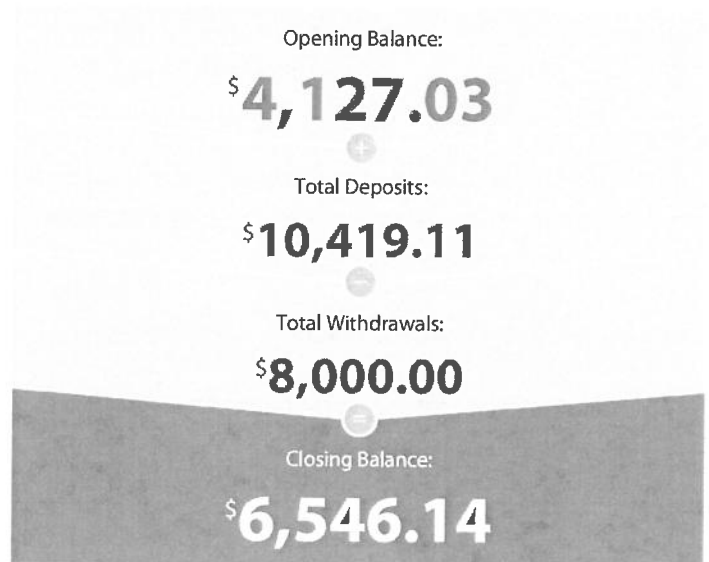 Opening Balance:
$4,127.03
+
Total Deposits:
$10,419.11
−
Total Withdrawals:
$8,000.00
=
Closing Balance:
$6,546.14